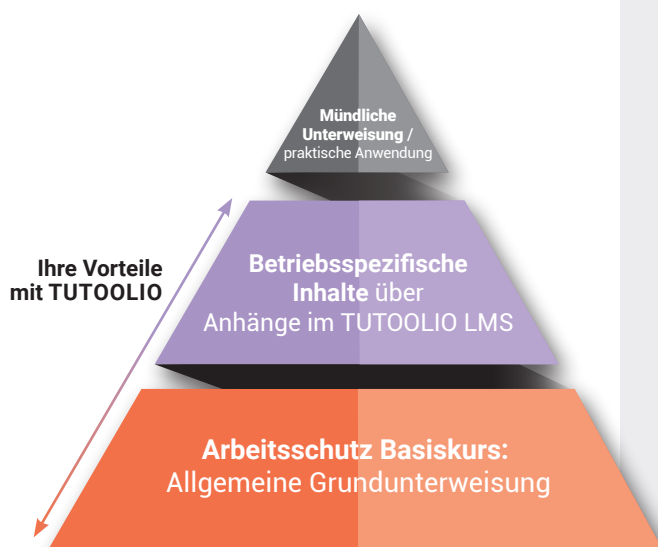 Mündliche
Unterweisung /
praktische Anwendung
Ihre Vorteile
mit TUTOOLIO
Betriebsspezifische
Inhalte über
Anhänge im TUTOOLIO LMS
Arbeitsschutz Basiskurs:
Allgemeine Grundunterweisung